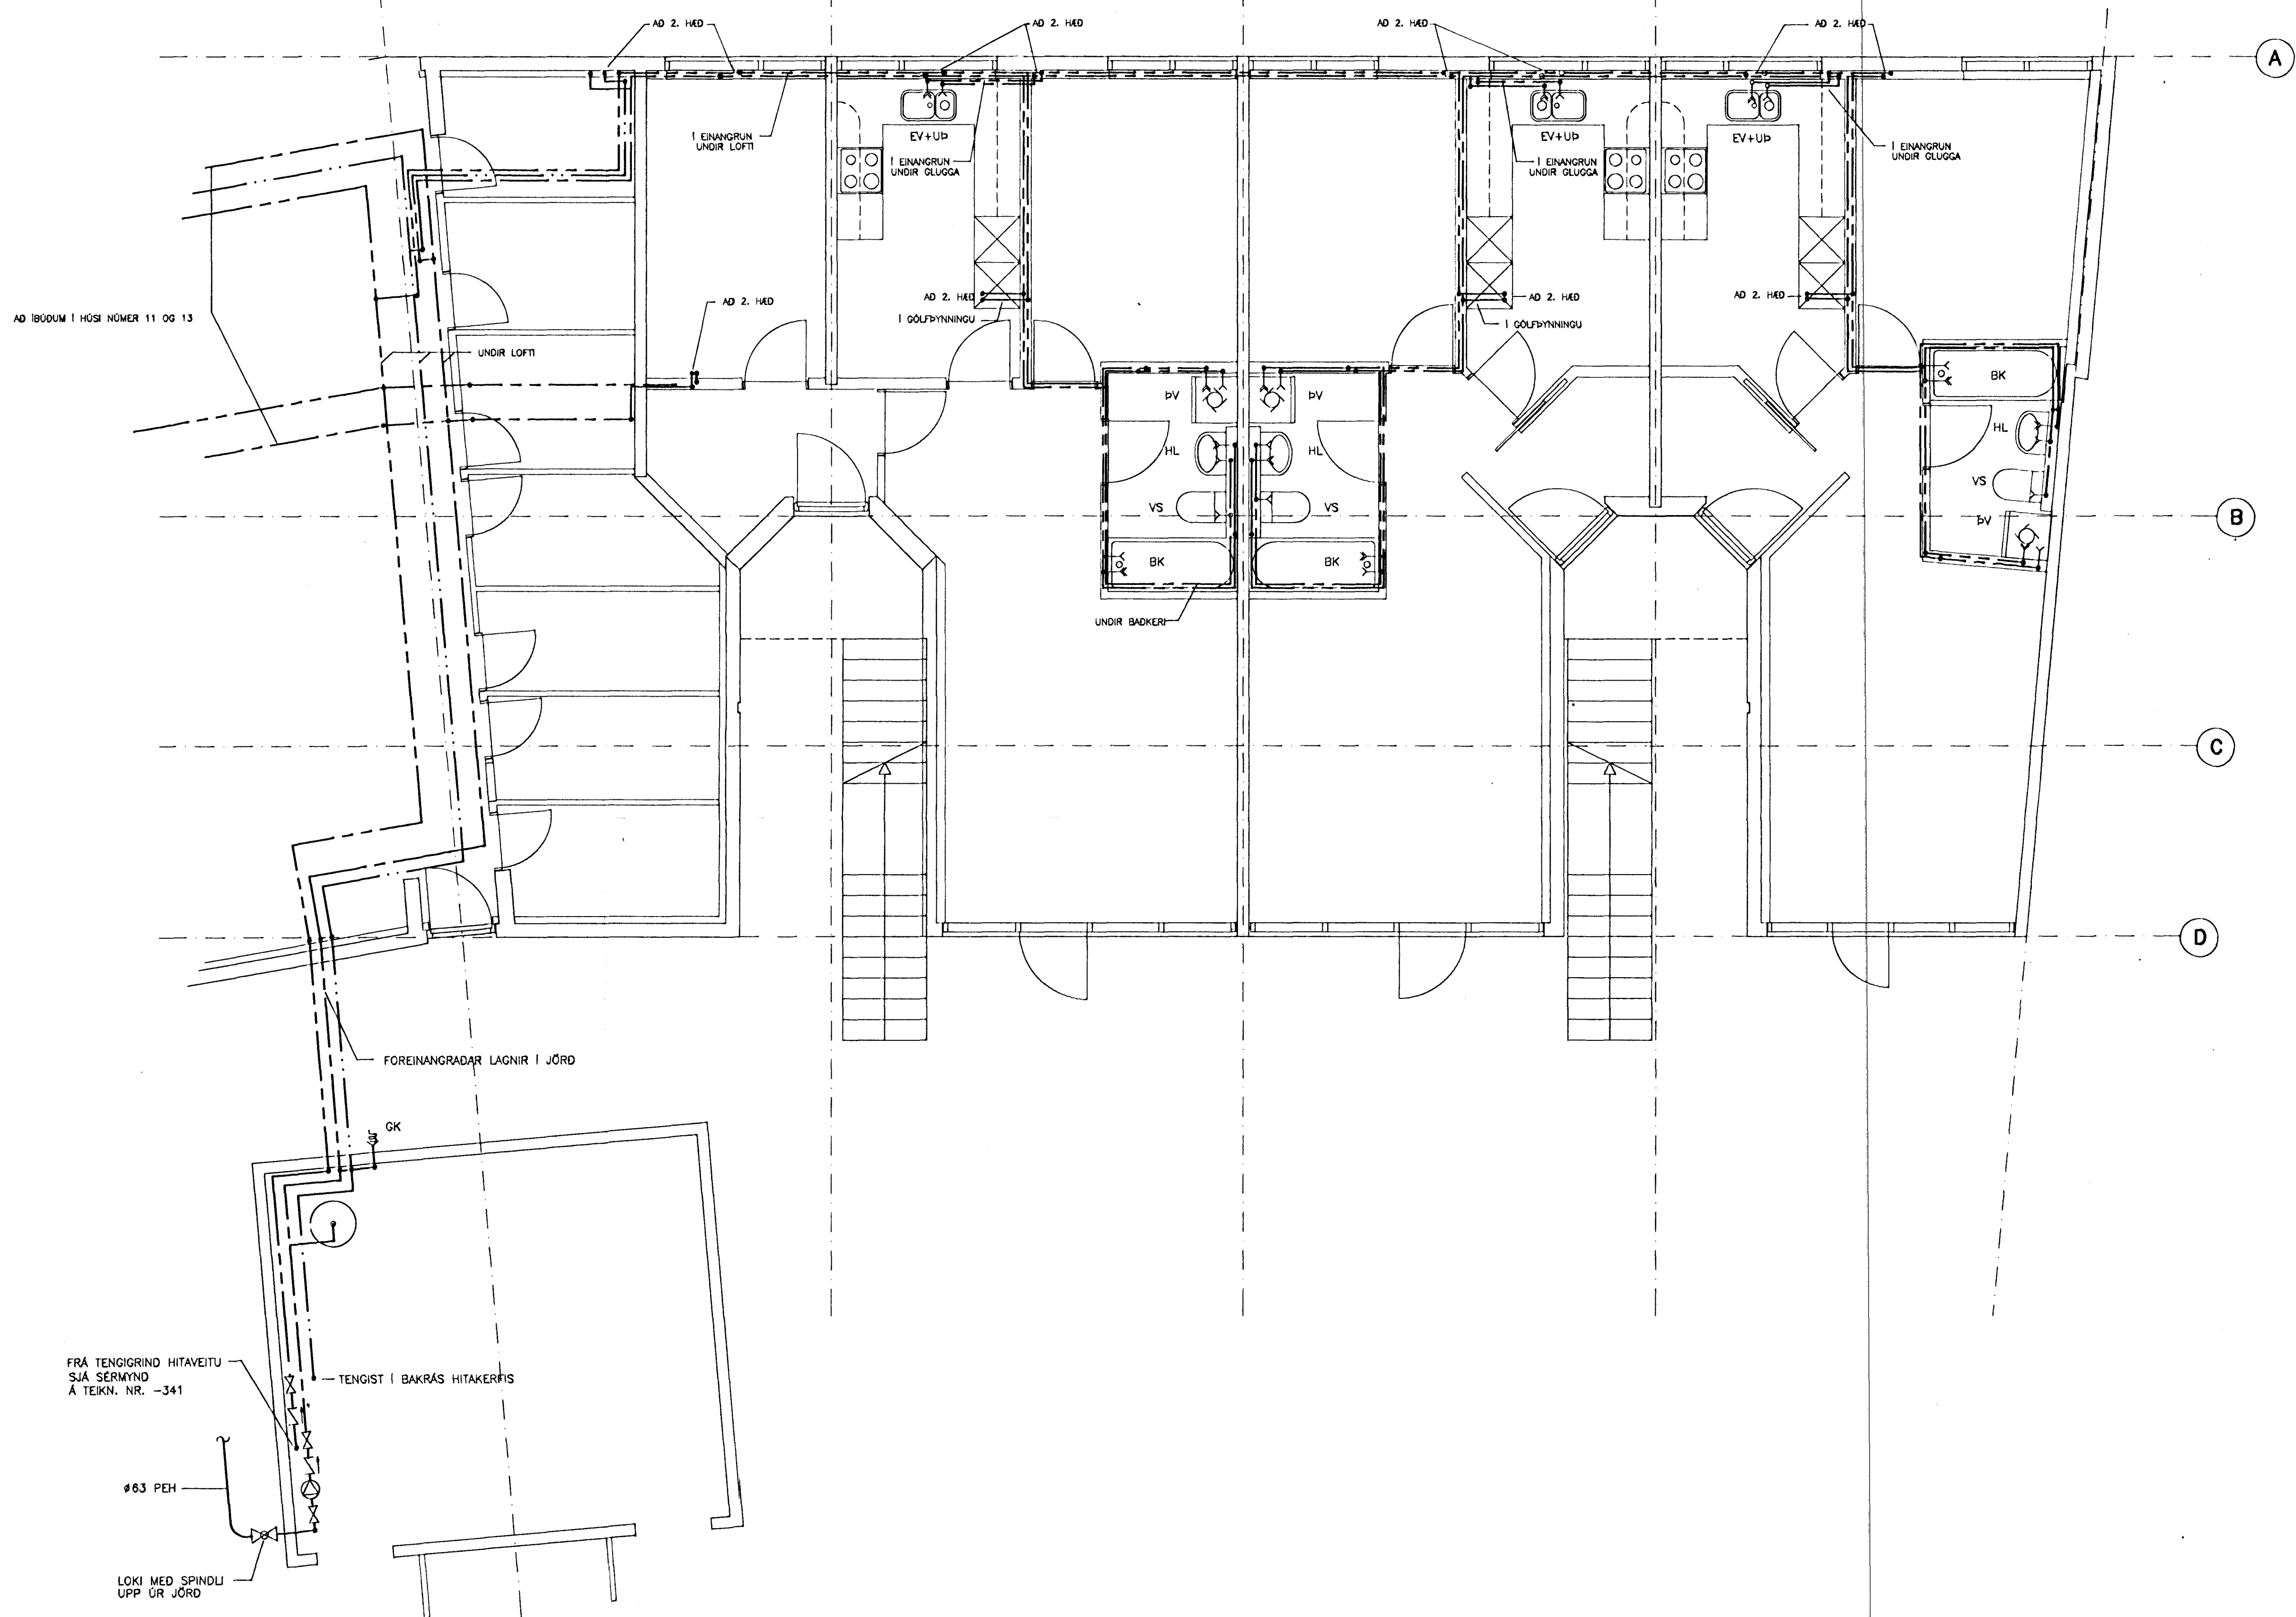 AÐ 2. HÆÐ
AÐ 2. HÆÐ
AÐ 2. HÆÐ
AÐ 2. HÆÐ
A
Í EINANGRUN
UNDIR LOFTI
EV+UÞ
Í EINANGRUN
UNDIR GLUGGA
EV+UÞ
Í EINANGRUN
UNDIR GLUGGA
EV+UÞ
Í EINANGRUN
UNDIR GLUGGA
AÐ 2. HÆÐ
AÐ 2. HÆÐ
AÐ 2. HÆÐ
AÐ 2. HÆÐ
AÐ ÍBÚÐUM Í HÚSI NÚMER 11 OG 13
Í GÓLFÞYNNINGU
Í GÓLFÞYNNINGU
UNDIR LOFTI
BK
ÞV
ÞV
HL
HL
HL
VS
VS
VS
ÞV
B
BK
BK
UNDIR BAÐKERI
C
D
FOREINANGRAÐAR LAGNIR Í JÖRÐ
GK
FRÁ TENGIGRIND HITAVEITU
SJÁ SÉRMYND
Á TEIKN. NR. -341
TENGIST Í BAKRÁS HITAKERFIS
ø63 PEH
LOKI MEÐ SPINDLI
UPP ÚR JÖRÐ